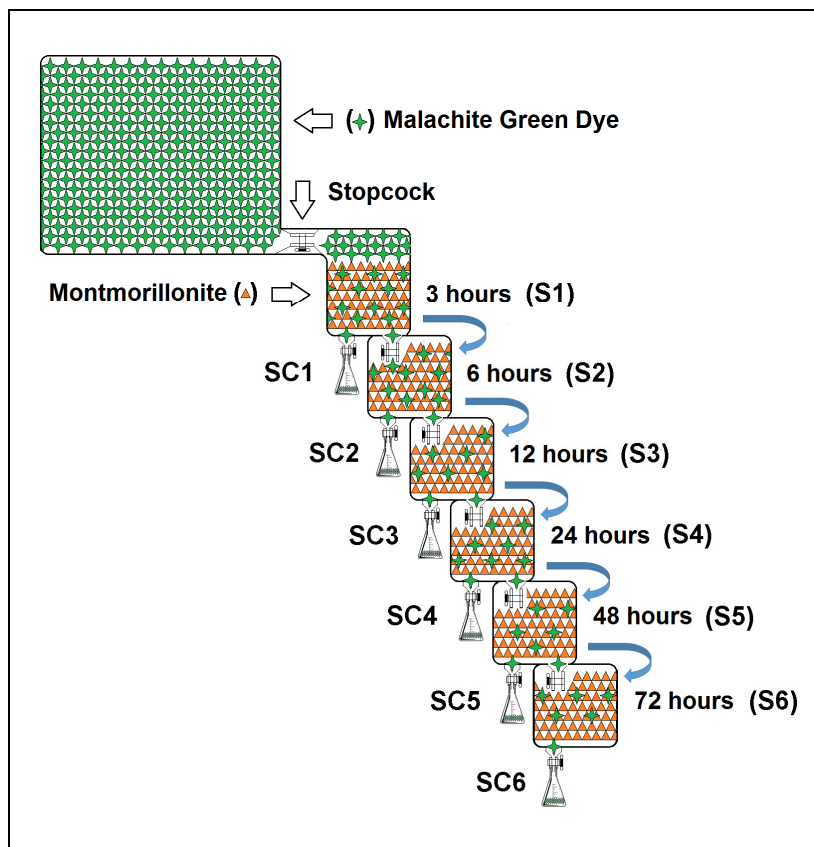 (✦) Malachite Green Dye
Stopcock
Montmorillonite (▲)
3 hours (S1)
SC1
6 hours (S2)
SC2
12 hours (S3)
SC3
24 hours (S4)
SC4
48 hours (S5)
SC5
72 hours (S6)
SC6